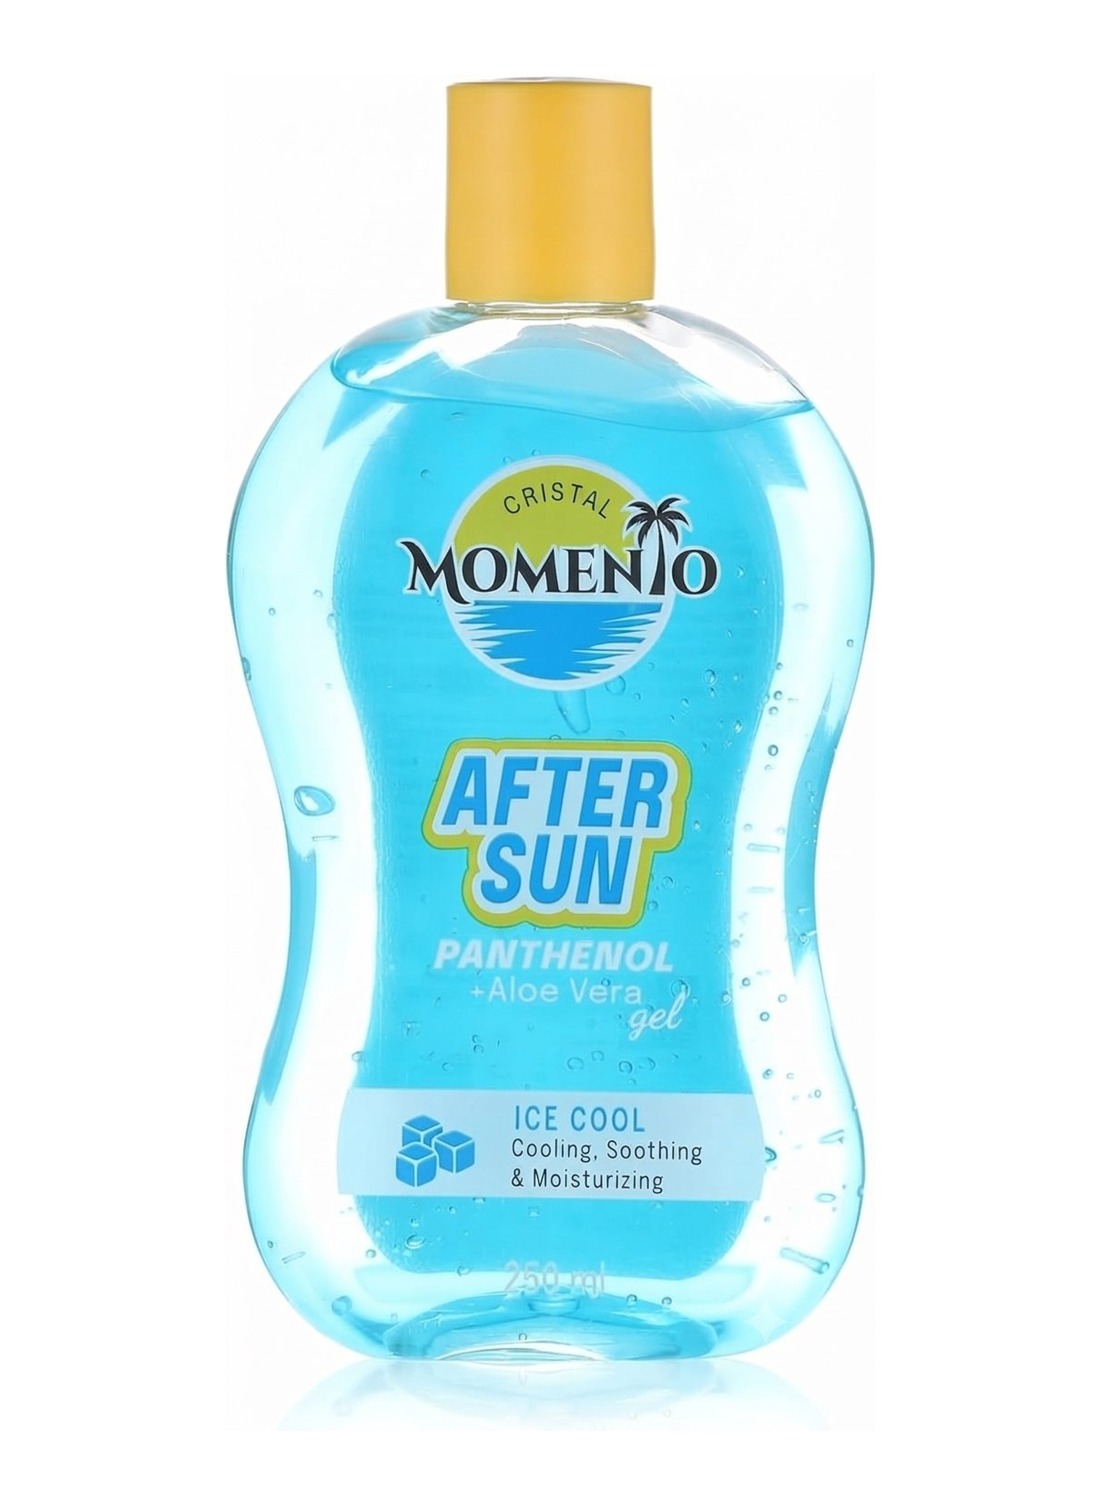 CRISTAL
MOMENTO
AFTER
SUN
PANTHENOL
+Aloe Vera
gel
ICE COOL
Cooling, Soothing
& Moisturizing
250 ml